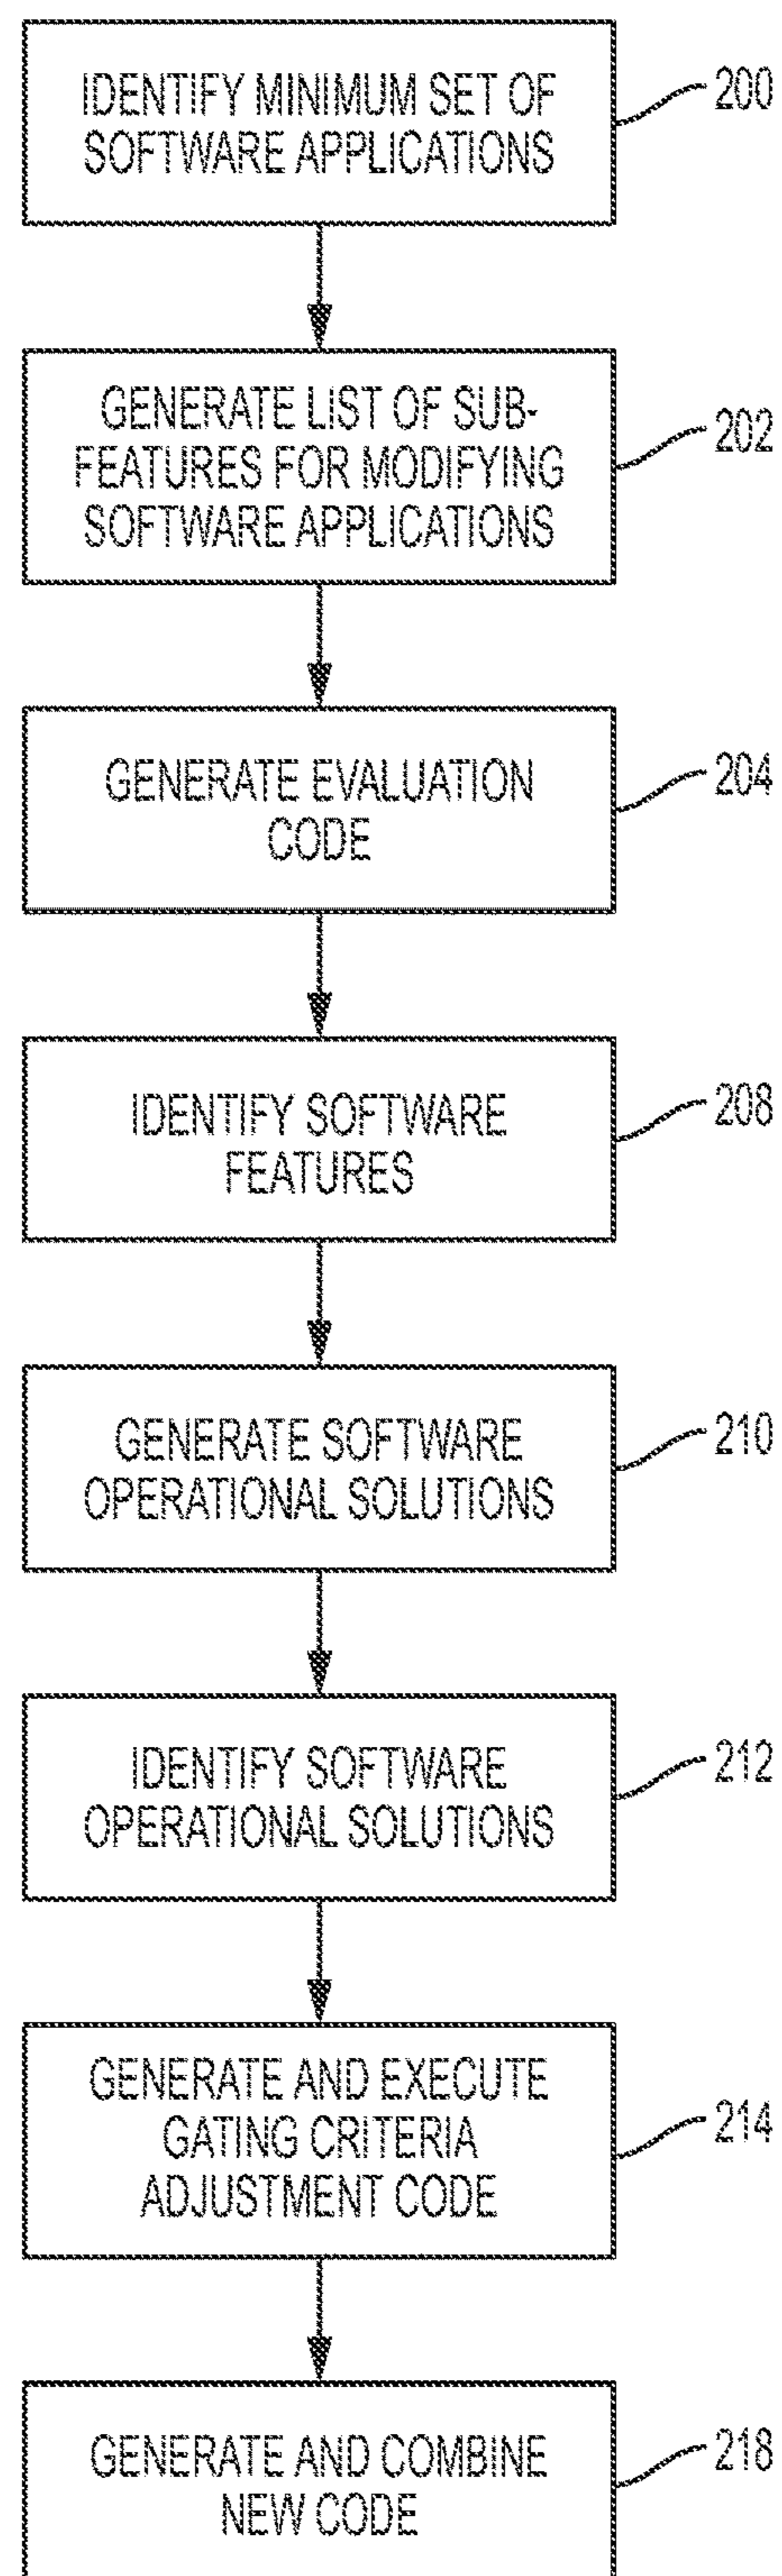 IDENTIFY MINIMUM SET OF
SOFTWARE APPLICATIONS
200
GENERATE LIST OF SUB-
FEATURES FOR MODIFYING
SOFTWARE APPLICATIONS
202
GENERATE EVALUATION
CODE
204
IDENTIFY SOFTWARE
FEATURES
208
GENERATE SOFTWARE
OPERATIONAL SOLUTIONS
210
IDENTIFY SOFTWARE
OPERATIONAL SOLUTIONS
212
GENERATE AND EXECUTE
GATING CRITERIA
ADJUSTMENT CODE
214
GENERATE AND COMBINE
NEW CODE
218